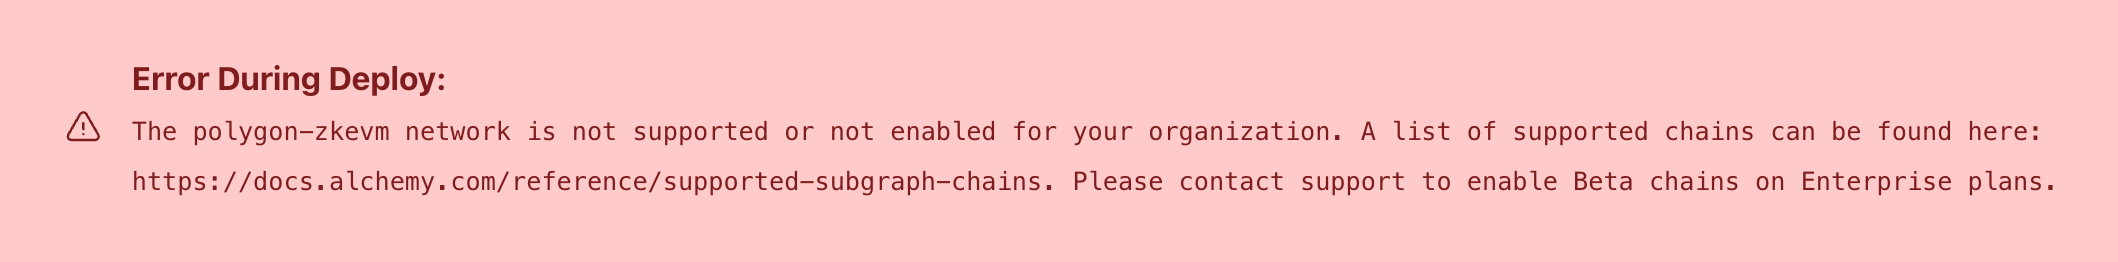 Error During Deploy:
The polygon-zkevm network is not supported or not enabled for your organization. A list of supported chains can be found here:
https://docs.alchemy.com/reference/supported-subgraph-chains. Please contact support to enable Beta chains on Enterprise plans.